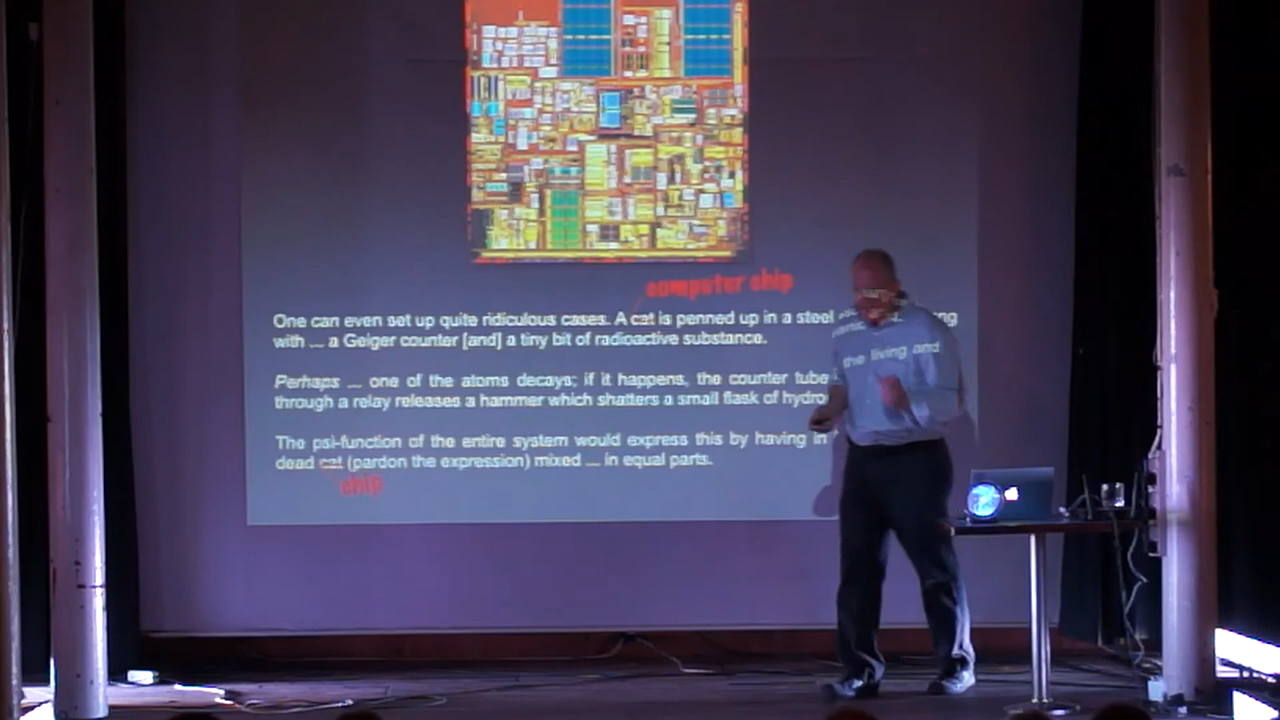 computer chip
One can even set up quite ridiculous cases. A cat is penned up in a steel
with ... a Geiger counter [and] a tiny bit of radioactive substance.
Perhaps ... one of the atoms decays; if it happens, the counter tube
through a relay releases a hammer which shatters a small flask of hydro
The psi-function of the entire system would express this by having in the living and
dead cat (pardon the expression) mixed ... in equal parts.
chip